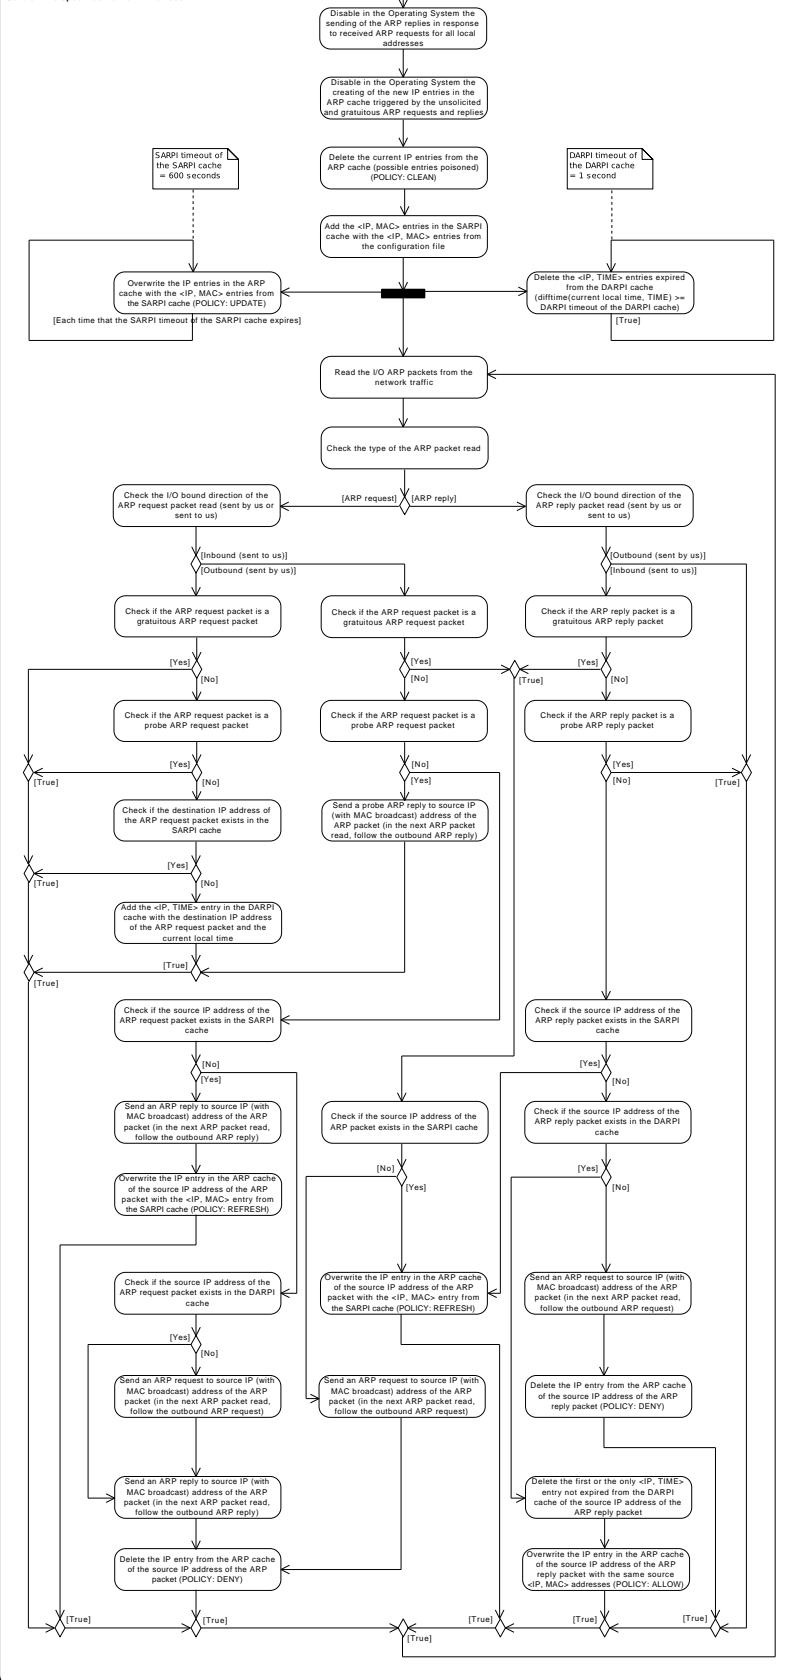 Disable in the Operating System the
sending of the ARP replies in response
to received ARP requests for all local
addresses
Disable in the Operating System the
creating of the new IP entries in the
ARP cache triggered by the unsolicited
and gratuitous ARP requests and replies
SARPI timeout of
the SARPI cache
= 600 seconds
Delete the current IP entries from the
ARP cache (possible entries poisoned)
(POLICY: CLEAN)
DARPI timeout of
the DARPI cache
= 1 second
Add the <IP, MAC> entries in the SARPI
cache with the <IP, MAC> entries from
the configuration file
Overwrite the IP entries in the ARP
cache with the <IP, MAC> entries from
the SARPI cache (POLICY: UPDATE)
[Each time that the SARPI timeout of the SARPI cache expires]
Delete the <IP, TIME> entries expired
from the DARPI cache
(difftime(current local time, TIME) >=
DARPI timeout of the DARPI cache)
[True]
Read the I/O ARP packets from the
network traffic
Check the type of the ARP packet read
[ARP request]
[ARP reply]
Check the I/O bound direction of the
ARP request packet read (sent by us or
sent to us)
Check the I/O bound direction of the
ARP reply packet read (sent by us or
sent to us)
[Inbound (sent to us)]
[Outbound (sent by us)]
[Outbound (sent by us)]
[Inbound (sent to us)]
Check if the ARP request packet is a
gratuitous ARP request packet
Check if the ARP request packet is a
gratuitous ARP request packet
Check if the ARP reply packet is a
gratuitous ARP reply packet
[Yes]
[No]
[Yes]
[No]
[True]
[Yes]
[No]
Check if the ARP request packet is a
probe ARP request packet
Check if the ARP request packet is a
probe ARP request packet
Check if the ARP reply packet is a
probe ARP reply packet
[True]
[Yes]
[No]
[No]
[Yes]
[Yes]
[No]
[True]
Check if the destination IP address of
the ARP request packet exists in the
SARPI cache
Send a probe ARP reply to source IP
(with MAC broadcast) address of the
ARP packet (in the next ARP packet
read, follow the outbound ARP reply)
[True]
[Yes]
[No]
Add the <IP, TIME> entry in the DARPI
cache with the destination IP address
of the ARP request packet and the
current local time
[True]
[True]
Check if the source IP address of the
ARP request packet exists in the SARPI
cache
Check if the source IP address of the
ARP reply packet exists in the SARPI
cache
[No]
[Yes]
[Yes]
[No]
Send an ARP reply to source IP (with
MAC broadcast) address of the ARP
packet (in the next ARP packet read,
follow the outbound ARP reply)
Check if the source IP address of the
ARP packet exists in the SARPI cache
Check if the source IP address of the
ARP reply packet exists in the DARPI
cache
[No]
[Yes]
[Yes]
[No]
Overwrite the IP entry in the ARP cache
of the source IP address of the ARP
packet with the <IP, MAC> entry from
the SARPI cache (POLICY: REFRESH)
Check if the source IP address of the
ARP request packet exists in the DARPI
cache
Overwrite the IP entry in the ARP cache
of the source IP address of the ARP
packet with the <IP, MAC> entry from
the SARPI cache (POLICY: REFRESH)
Send an ARP request to source IP (with
MAC broadcast) address of the ARP
packet (in the next ARP packet read,
follow the outbound ARP request)
[Yes]
[No]
Send an ARP request to source IP (with
MAC broadcast) address of the ARP
packet (in the next ARP packet read,
follow the outbound ARP request)
Send an ARP request to source IP (with
MAC broadcast) address of the ARP
packet (in the next ARP packet read,
follow the outbound ARP request)
Delete the IP entry from the ARP cache
of the source IP address of the ARP
reply packet (POLICY: DENY)
Send an ARP reply to source IP (with
MAC broadcast) address of the ARP
packet (in the next ARP packet read,
follow the outbound ARP reply)
Delete the first or the only <IP, TIME>
entry not expired from the DARPI
cache of the source IP address of the
ARP reply packet
Delete the IP entry from the ARP cache
of the source IP address of the ARP
packet (POLICY: DENY)
Overwrite the IP entry in the ARP cache
of the source IP address of the ARP
reply packet with the same source
<IP, MAC> addresses (POLICY: ALLOW)
[True]
[True]
[True]
[True]
[True]
[True]